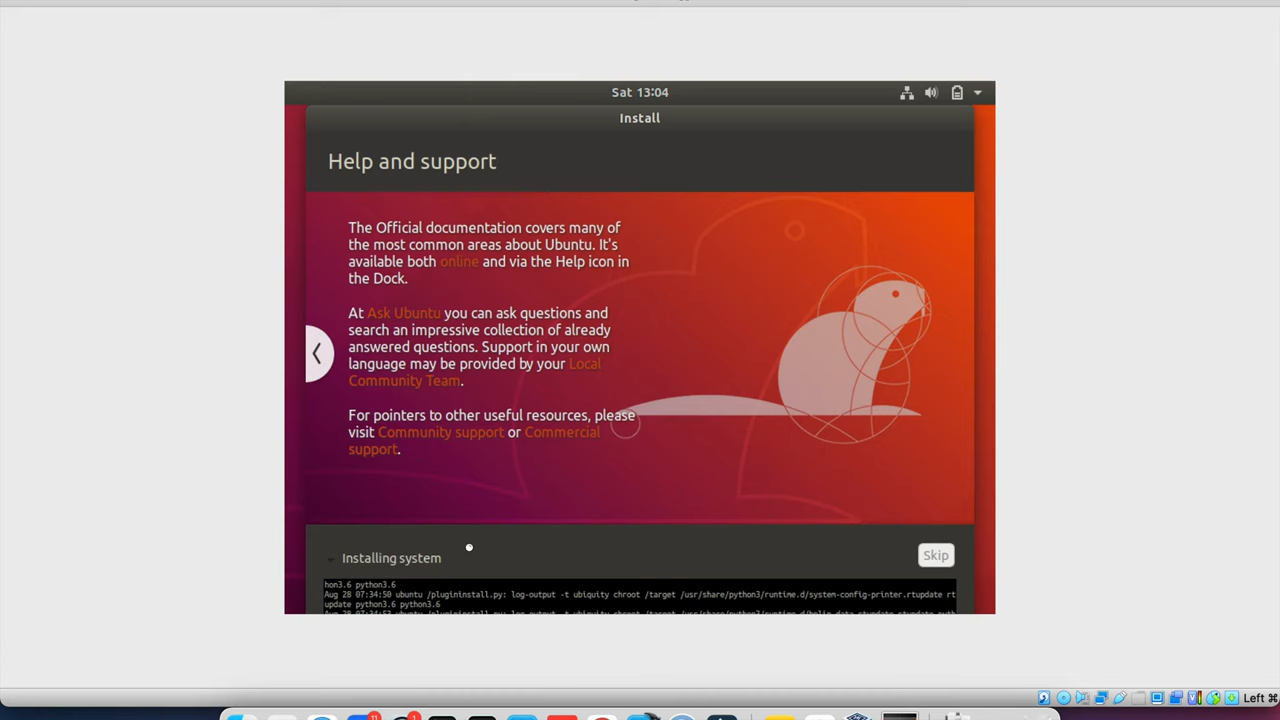 Sat 13:04
Install
Help and support
The Official documentation covers many of
the most common areas about Ubuntu. It's
available both online and via the Help icon in
the Dock.
At Ask Ubuntu you can ask questions and
search an impressive collection of already
answered questions. Support in your own
language may be provided by your Local
Community Team.
For pointers to other useful resources, please
visit Community support or Commercial
support.
Installing system
Skip
hon3.6 python3.6
Aug 28 07:34:50 ubuntu /plugininstall.py: log-output -t ubiquity chroot /target /usr/share/python3/runtime.d/system-config-printer.rtupdate rt
update python3.6 python3.6
Left ⌘
11
1